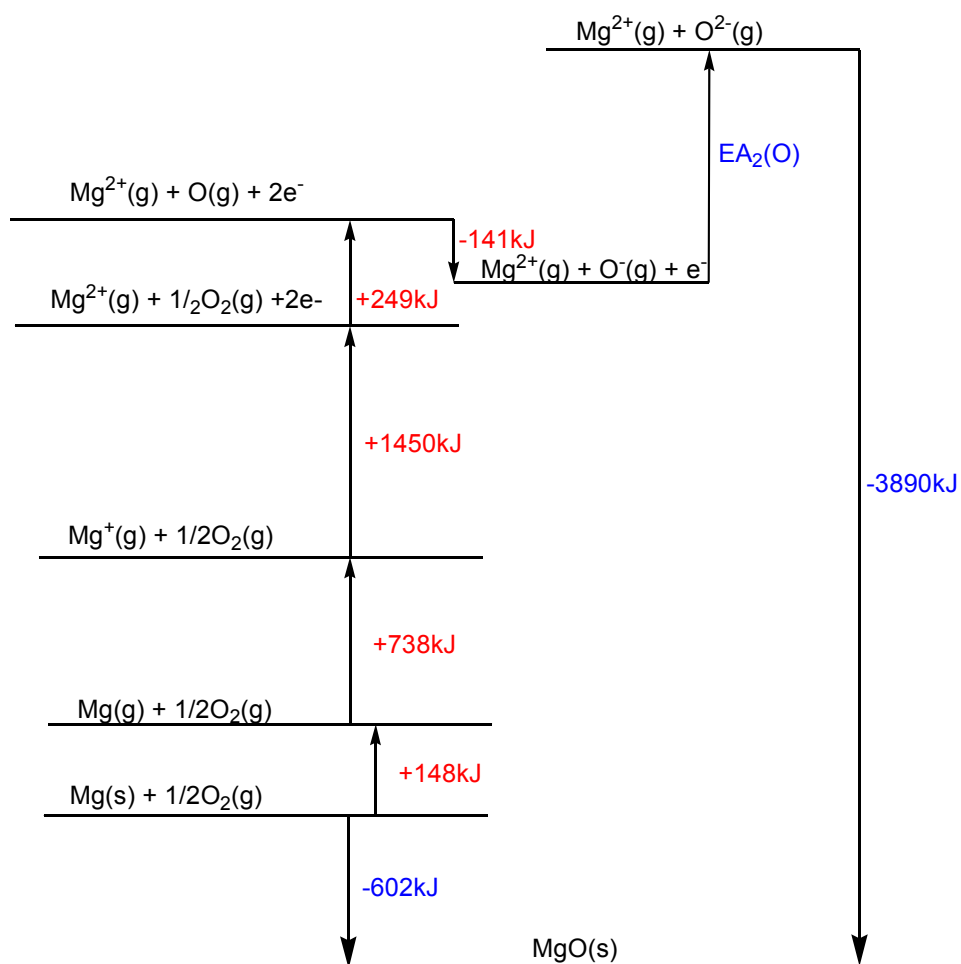 Mg²⁺(g) + O²⁻(g)
EA₂(O)
Mg²⁺(g) + O(g) + 2e⁻
-141kJ
Mg²⁺(g) + O⁻(g) + e⁻
Mg²⁺(g) + 1/₂O₂(g) +2e-
+249kJ
+1450kJ
-3890kJ
Mg⁺(g) + 1/2O₂(g)
+738kJ
Mg(g) + 1/2O₂(g)
+148kJ
Mg(s) + 1/2O₂(g)
-602kJ
MgO(s)